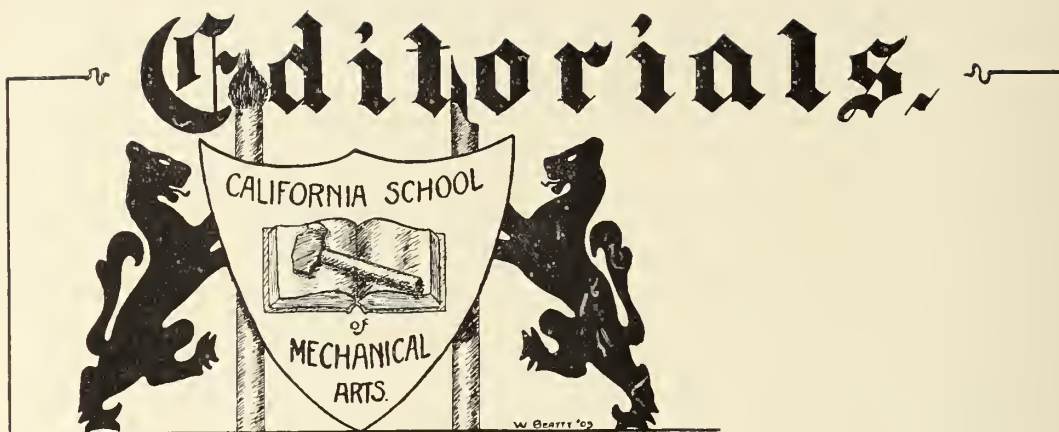 Editorials.
CALIFORNIA SCHOOL
of
MECHANICAL
ARTS.
W BEATTY '09